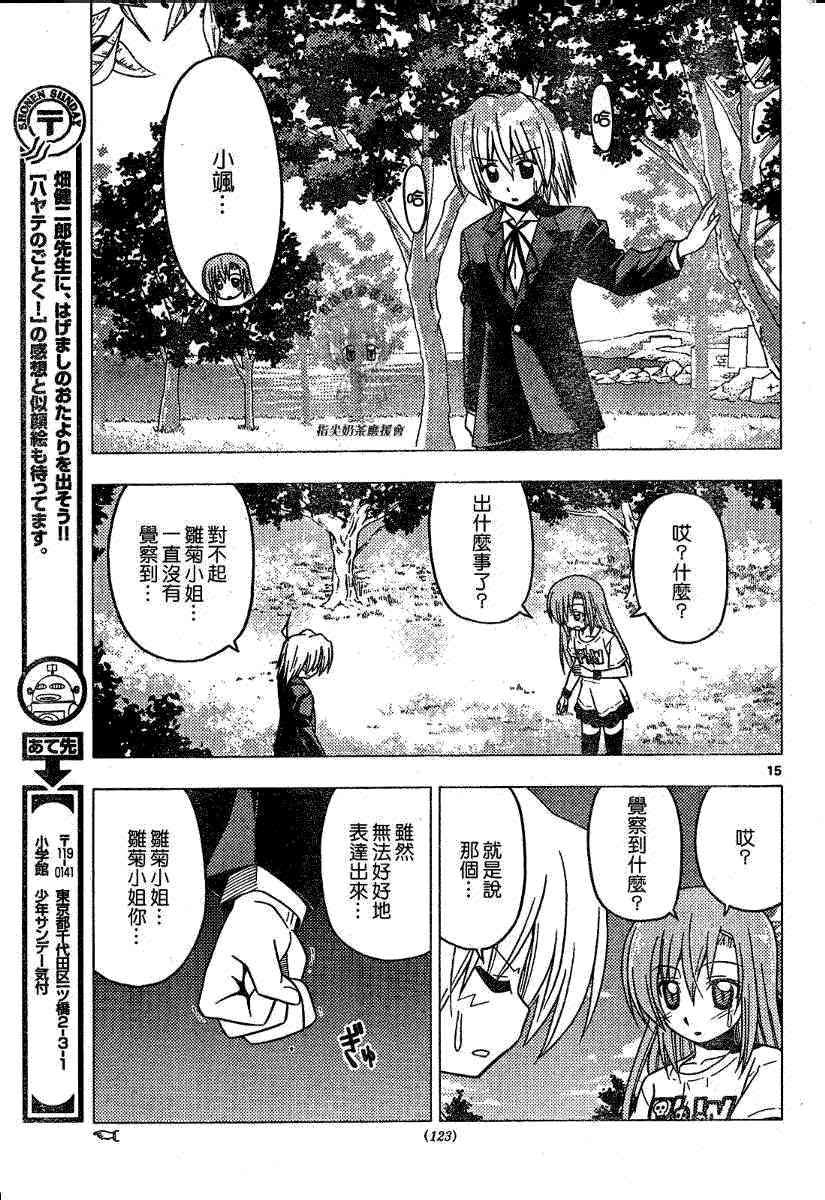 哈
哈
小颯…
指尖奶茶應援會
哎？什麼？
出什麼事了？
對不起
雛菊小姐…
一直沒有
覺察到…
15
哎？
覺察到什麼？
就是說
那個…
雖然
無法好好地
表達出來…
雛菊小姐…
雛菊小姐你…
ぎゅ
(123)
SHONEN SUNDAY
〒
畑健二郎先生に、はげましのおたよりを出そう!!
［ハヤテのごとく！］の感想と似顔絵も待ってます。
あて先
〒119-0141 東京都千代田区一ツ橋2-3-1
小学館 少年サンデー気付